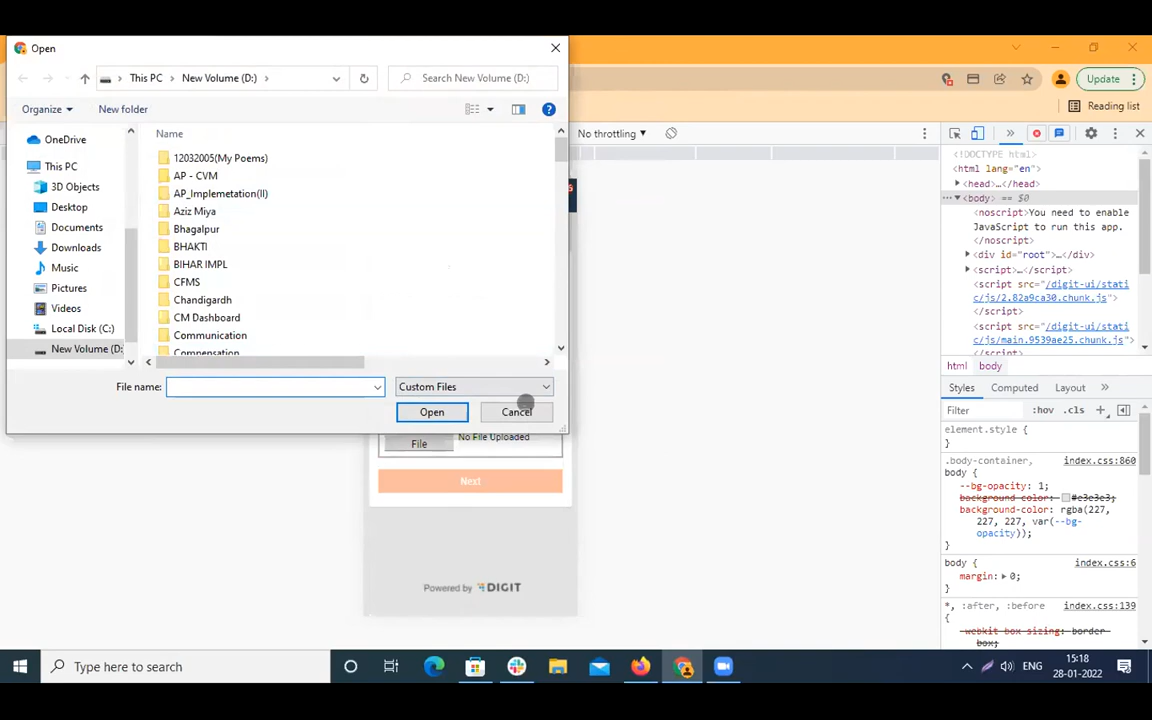 Open
This PC
New Volume (D:)
Search New Volume (D:)
Update
Reading list
Organize
New folder
No throttling
OneDrive
This PC
3D Objects
Desktop
Documents
Downloads
Music
Pictures
Videos
Local Disk (C:)
New Volume (D:
Name
12032005(My Poems)
AP - CVM
AP_Implemetation(II)
Aziz Miya
Bhagalpur
BHAKTI
BIHAR IMPL
CFMS
Chandigardh
CM Dashboard
Communication
Compensation
File name:
Custom Files
Open
Cancel
File
No File Uploaded
Next
Powered by DIGIT
<!DOCTYPE html>
<html lang="en">
<head>…</head>
<body> == $0
<noscript>You need to enable
JavaScript to run this app.
</noscript>
<div id="root">…</div>
<script>…</script>
<script src="/digit-ui/stati
c/js/2.82a9ca30.chunk.js">
</script>
<script src="/digit-ui/stati
c/js/main.9539ae25.chunk.js">
</script>
html body
Styles Computed Layout
Filter :hov .cls
element.style {
}
.body-container, index.css:860
body {
--bg-opacity: 1;
background-color: #e3e3e3;
background-color: rgba(227,
227, 227, var(--bg-
opacity));
}
body { index.css:6
margin: 0;
}
*, :after, :before index.css:139
{
-webkit-box-sizing: border-
box;
Type here to search
ENG
15:18
28-01-2022